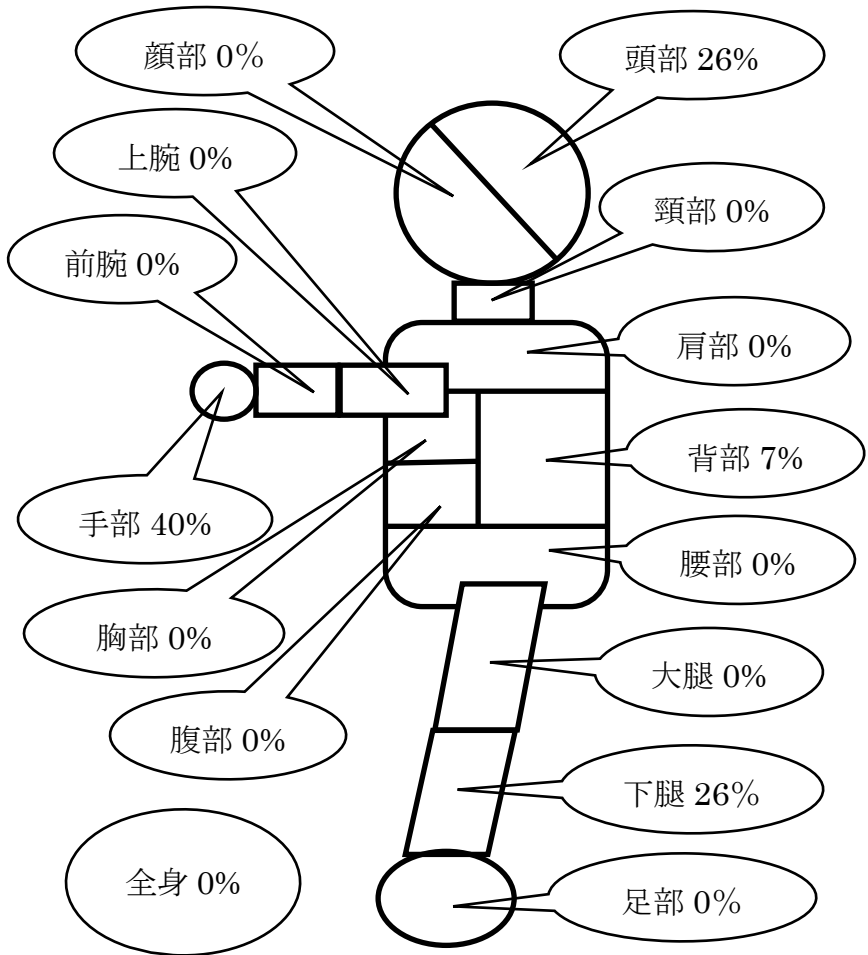 顔部 0%
頭部 26%
上腕 0%
頸部 0%
前腕 0%
肩部 0%
背部 7%
手部 40%
腰部 0%
胸部 0%
大腿 0%
腹部 0%
下腿 26%
全身 0%
足部 0%